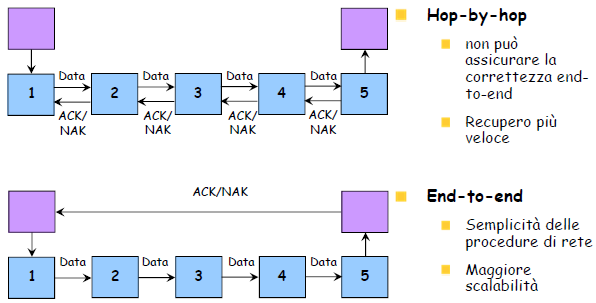 Data
Data
Data
Data
1
2
3
4
5
ACK/
NAK
ACK/
NAK
ACK/
NAK
ACK/
NAK
Hop-by-hop
non può
assicurare la
correttezza end-
to-end
Recupero più
veloce
ACK/NAK
Data
Data
Data
Data
1
2
3
4
5
End-to-end
Semplicità delle
procedure di rete
Maggiore
scalabilità